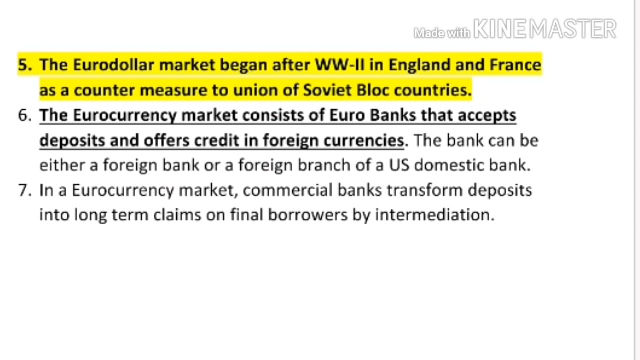 Made with KINEMASTER
5. The Eurodollar market began after WW-II in England and France
as a counter measure to union of Soviet Bloc countries.
6. The Eurocurrency market consists of Euro Banks that accepts
deposits and offers credit in foreign currencies. The bank can be
either a foreign bank or a foreign branch of a US domestic bank.
7. In a Eurocurrency market, commercial banks transform deposits
into long term claims on final borrowers by intermediation.